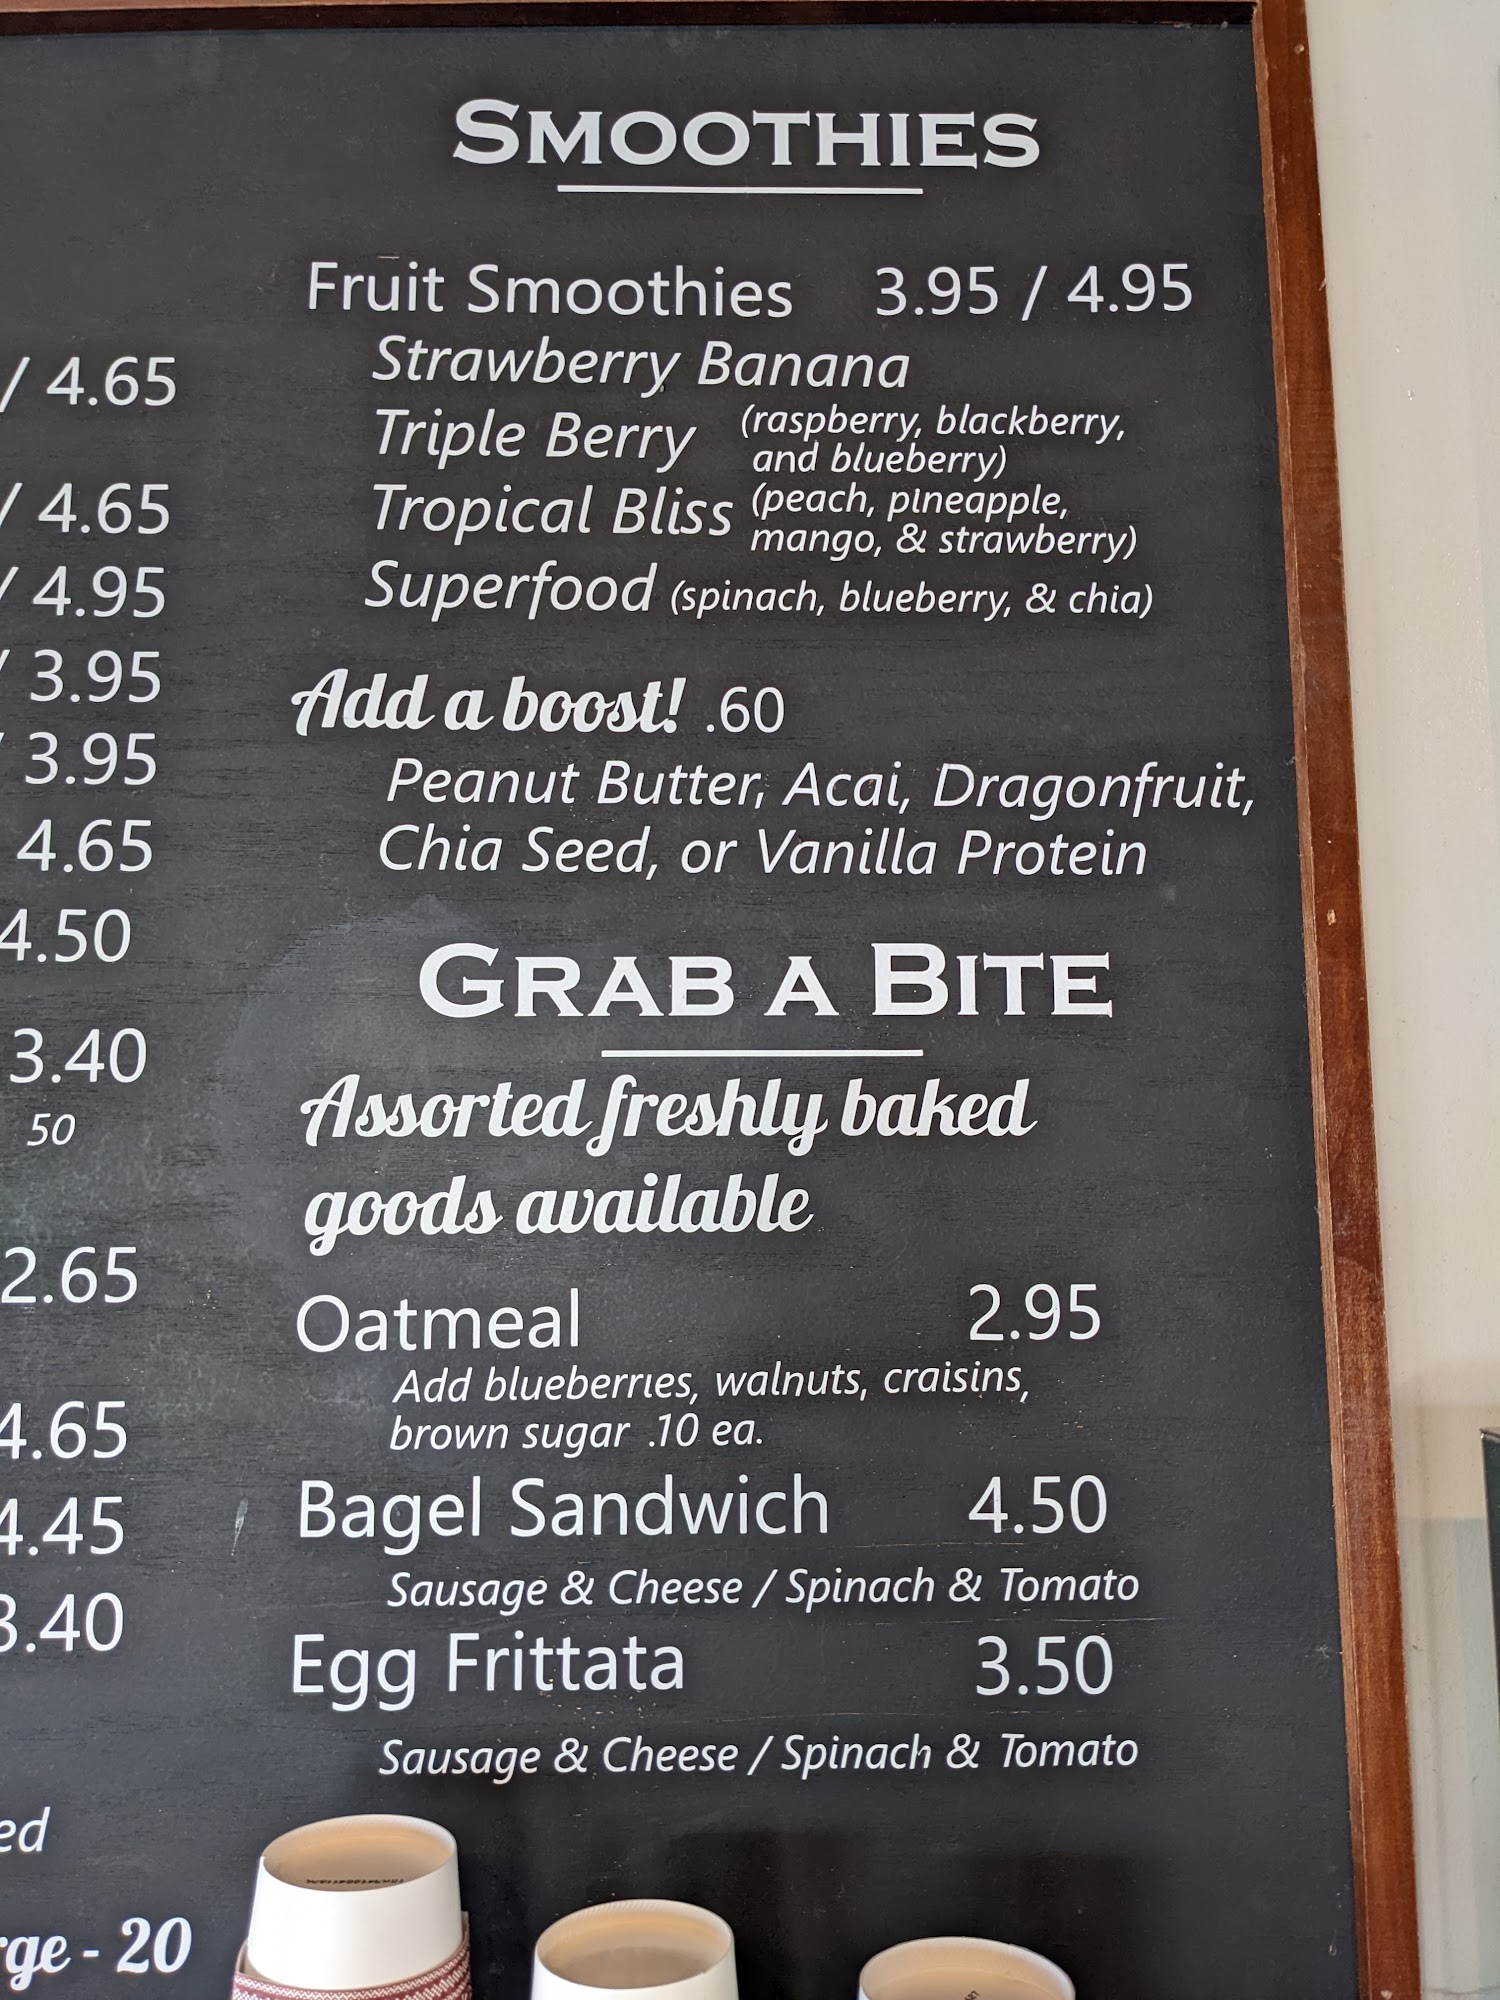 / 4.65
/ 4.65
/ 4.95
/ 3.95
/ 3.95
4.65
4.50
3.40
50
2.65
4.65
4.45
3.40
- 20
SMOOTHIES
Fruit Smoothies 3.95 / 4.95
Strawberry Banana
Triple Berry (raspberry, blackberry,
and blueberry)
Tropical Bliss (peach, pineapple,
mango, & strawberry)
Superfood (spinach, blueberry, & chia)
Add a boost! .60
Peanut Butter, Acai, Dragonfruit,
Chia Seed, or Vanilla Protein
GRAB A BITE
Assorted freshly baked
goods available
Oatmeal 2.95
Add blueberries, walnuts, craisins,
brown sugar .10 ea.
Bagel Sandwich 4.50
Sausage & Cheese / Spinach & Tomato
Egg Frittata 3.50
Sausage & Cheese / Spinach & Tomato